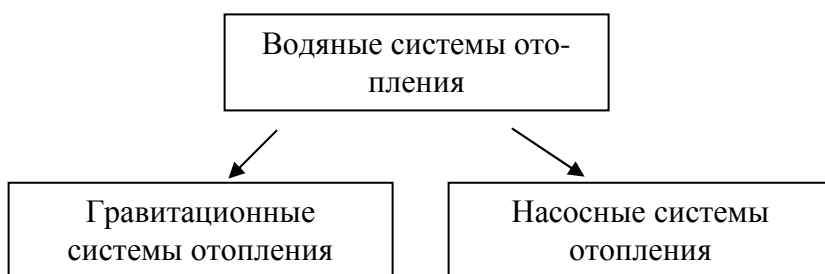 Водяные системы ото-
пления
Гравитационные
системы отопления
Насосные системы
отопления